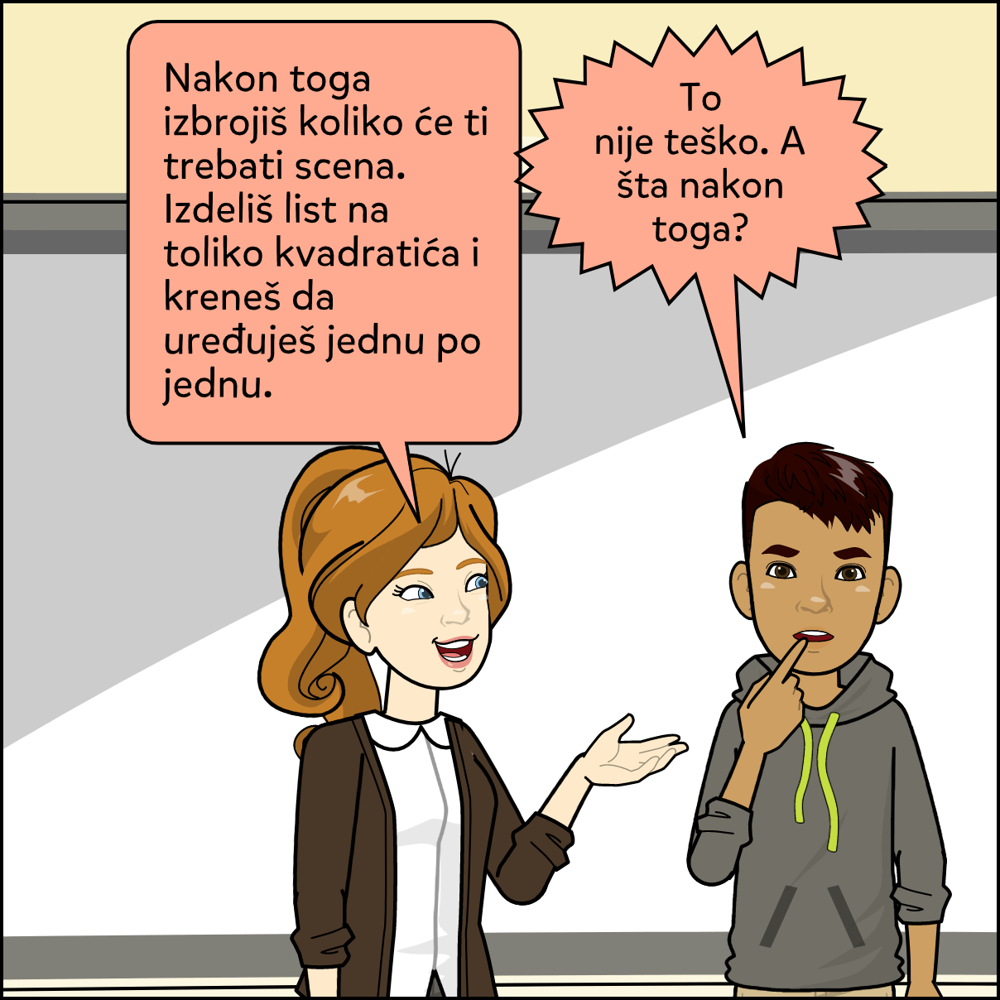 Nakon toga
izbrojiš koliko će ti
trebati scena.
Izdeliš list na
toliko kvadratića i
kreneš da
uređuješ jednu po
jednu.
To
nije teško. A
šta nakon
toga?